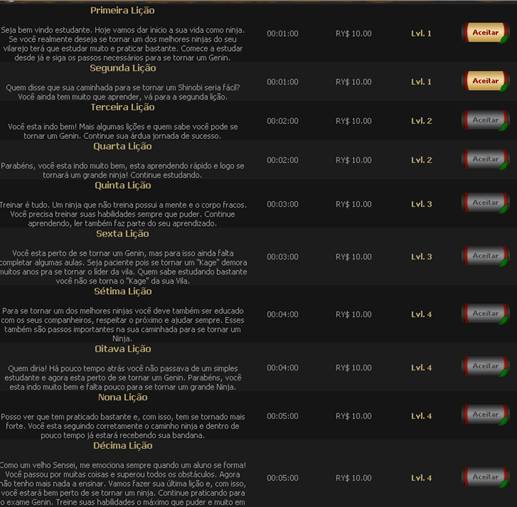 Primeira Lição
Seja bem vindo estudante. Hoje vamos dar inicio a sua vida como ninja.
Se você realmente deseja se tornar um dos melhores ninjas do seu
vilarejo terá que estudar muito e praticar bastante. Comece a estudar
desde já e siga os passos necessários para se tornar um Genin.
00:01:00 RY$ 10.00 Lvl. 1 Aceitar
Segunda Lição
Quem disse que sua caminhada para se tornar um Shinobi seria fácil?
Você ainda tem muito que aprender, vá para a segunda lição.
00:01:00 RY$ 10.00 Lvl. 1 Aceitar
Terceira Lição
Você esta indo bem! Mais algumas lições e quem sabe você pode se
tornar um Genin. Continue sua árdua jornada de sucesso.
00:02:00 RY$ 10.00 Lvl. 2 Aceitar
Quarta Lição
Parabéns, você esta indo muito bem, esta aprendendo rápido e logo se
tornará um grande ninja! Continue estudando.
00:02:00 RY$ 10.00 Lvl. 2 Aceitar
Quinta Lição
Treinar é tudo. Um ninja que não treina possui a mente e o corpo fracos.
Você precisa treinar suas habilidades sempre que puder. Continue
aprendendo, ler também faz parte do seu aprendizado.
00:03:00 RY$ 10.00 Lvl. 3 Aceitar
Sexta Lição
Você esta perto de se tornar um Genin, mas para isso ainda falta
completar algumas aulas. Seja paciente pois se tornar um "Kage" demora
muitos anos pra se tornar o líder da vila. Quem sabe estudando bastante
você não se torna o "Kage" da sua Vila.
00:03:00 RY$ 10.00 Lvl. 3 Aceitar
Sétima Lição
Para se tornar um dos melhores ninjas você deve também ser educado
com os seus companheiros, respeitar o próximo e ajudar sempre. Esses
também são passos importantes na sua caminhada para se tornar um
Ninja.
00:04:00 RY$ 10.00 Lvl. 4 Aceitar
Oitava Lição
Quem diria! Há pouco tempo atrás você não passava de um simples
estudante e agora esta perto de se tornar um Genin. Parabéns, você
esta indo muito bem e falta pouco para se tornar um grande Ninja.
00:04:00 RY$ 10.00 Lvl. 4 Aceitar
Nona Lição
Posso ver que tem praticado bastante e, com isso, tem se tornado mais
forte. Você esta seguindo corretamente o caminho ninja e dentro de
pouco tempo já estará recebendo sua bandana.
00:05:00 RY$ 10.00 Lvl. 4 Aceitar
Décima Lição
Como um velho Sensei, me emociona sempre quando um aluno se forma!
Você passou por muitas coisas e superou todos os obstáculos. Agora
não tenho mais nada a ensinar. Vamos fazer sua última lição e, com isso,
você estará bem perto de se tornar um ninja. Continue praticando para
o exame Genin. Treine suas habilidades o máximo que puder e muito em
00:05:00 RY$ 10.00 Lvl. 4 Aceitar